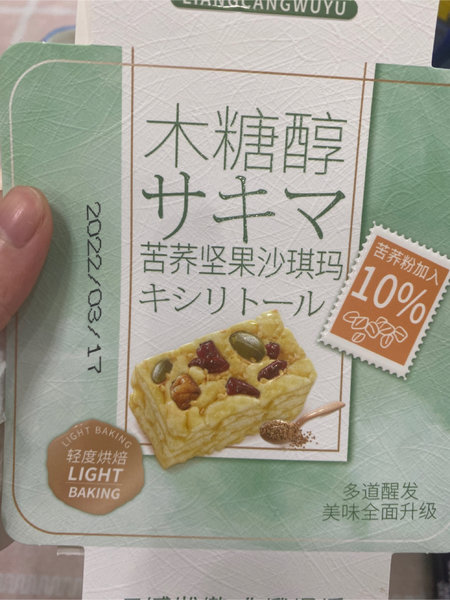 LIANGCANGWUYU
木糖醇
サキマ
苦荞坚果沙琪玛
キシリトール
苦荞粉加入
10%
2022/03/17
LIGHT BAKING
轻度烘焙
LIGHT
BAKING
多道醒发
美味全面升级